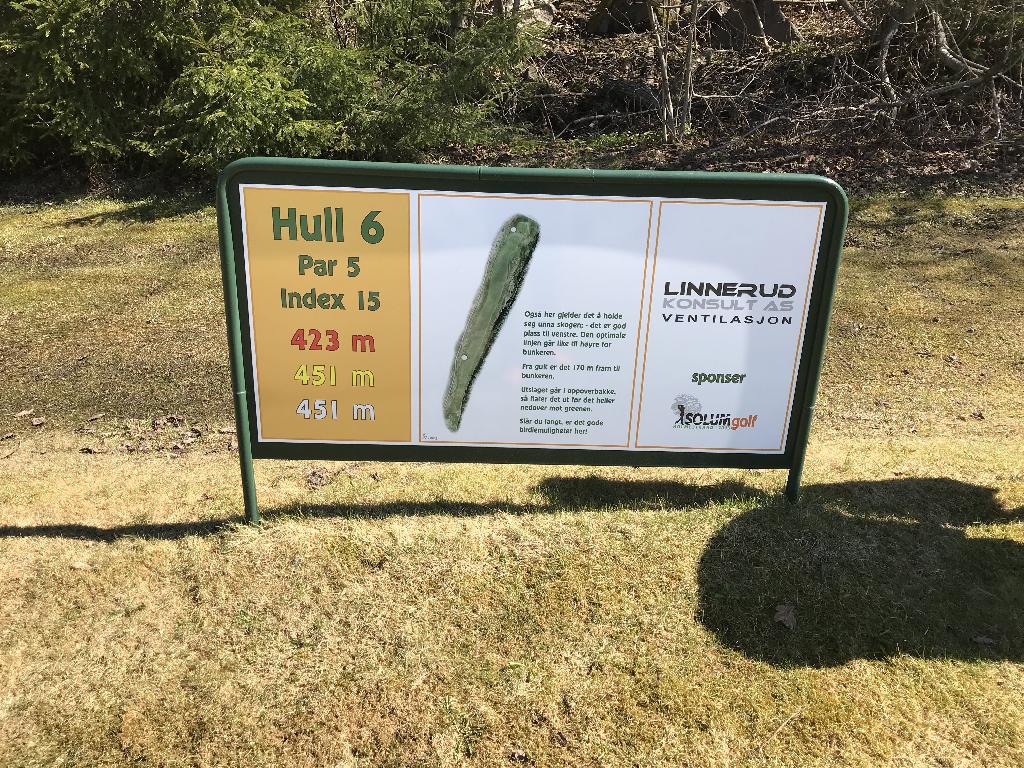 Hull 6
Par 5
Index 15
423 m
451 m
451 m
Også her gjelder det å holde
seg unna skogen: - det er god
plass til venstre. Den optimale
linjen går like til høyre for
bunkeren.
Fra gult er det 170 m fram til
bunkeren.
Utslaget går i oppoverbakke,
så flater det ut før det heller
nedover mot greenen.
Slår du langt, er det gode
birdiemuligheter her!
LINNERUD
KONSULT AS
VENTILASJON
sponser
SOLUMgolf